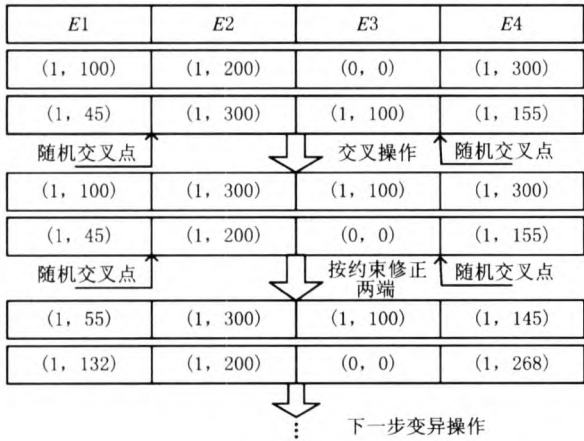 E1 E2 E3 E4
(1, 100) (1, 200) (0, 0) (1, 300)
(1, 45) (1, 300) (1, 100) (1, 155)
随机交叉点 交叉操作 随机交叉点
(1, 100) (1, 300) (1, 100) (1, 300)
(1, 45) (1, 200) (0, 0) (1, 155)
随机交叉点 按约束修正 随机交叉点
两端
(1, 55) (1, 300) (1, 100) (1, 145)
(1, 132) (1, 200) (0, 0) (1, 268)
下一步变异操作